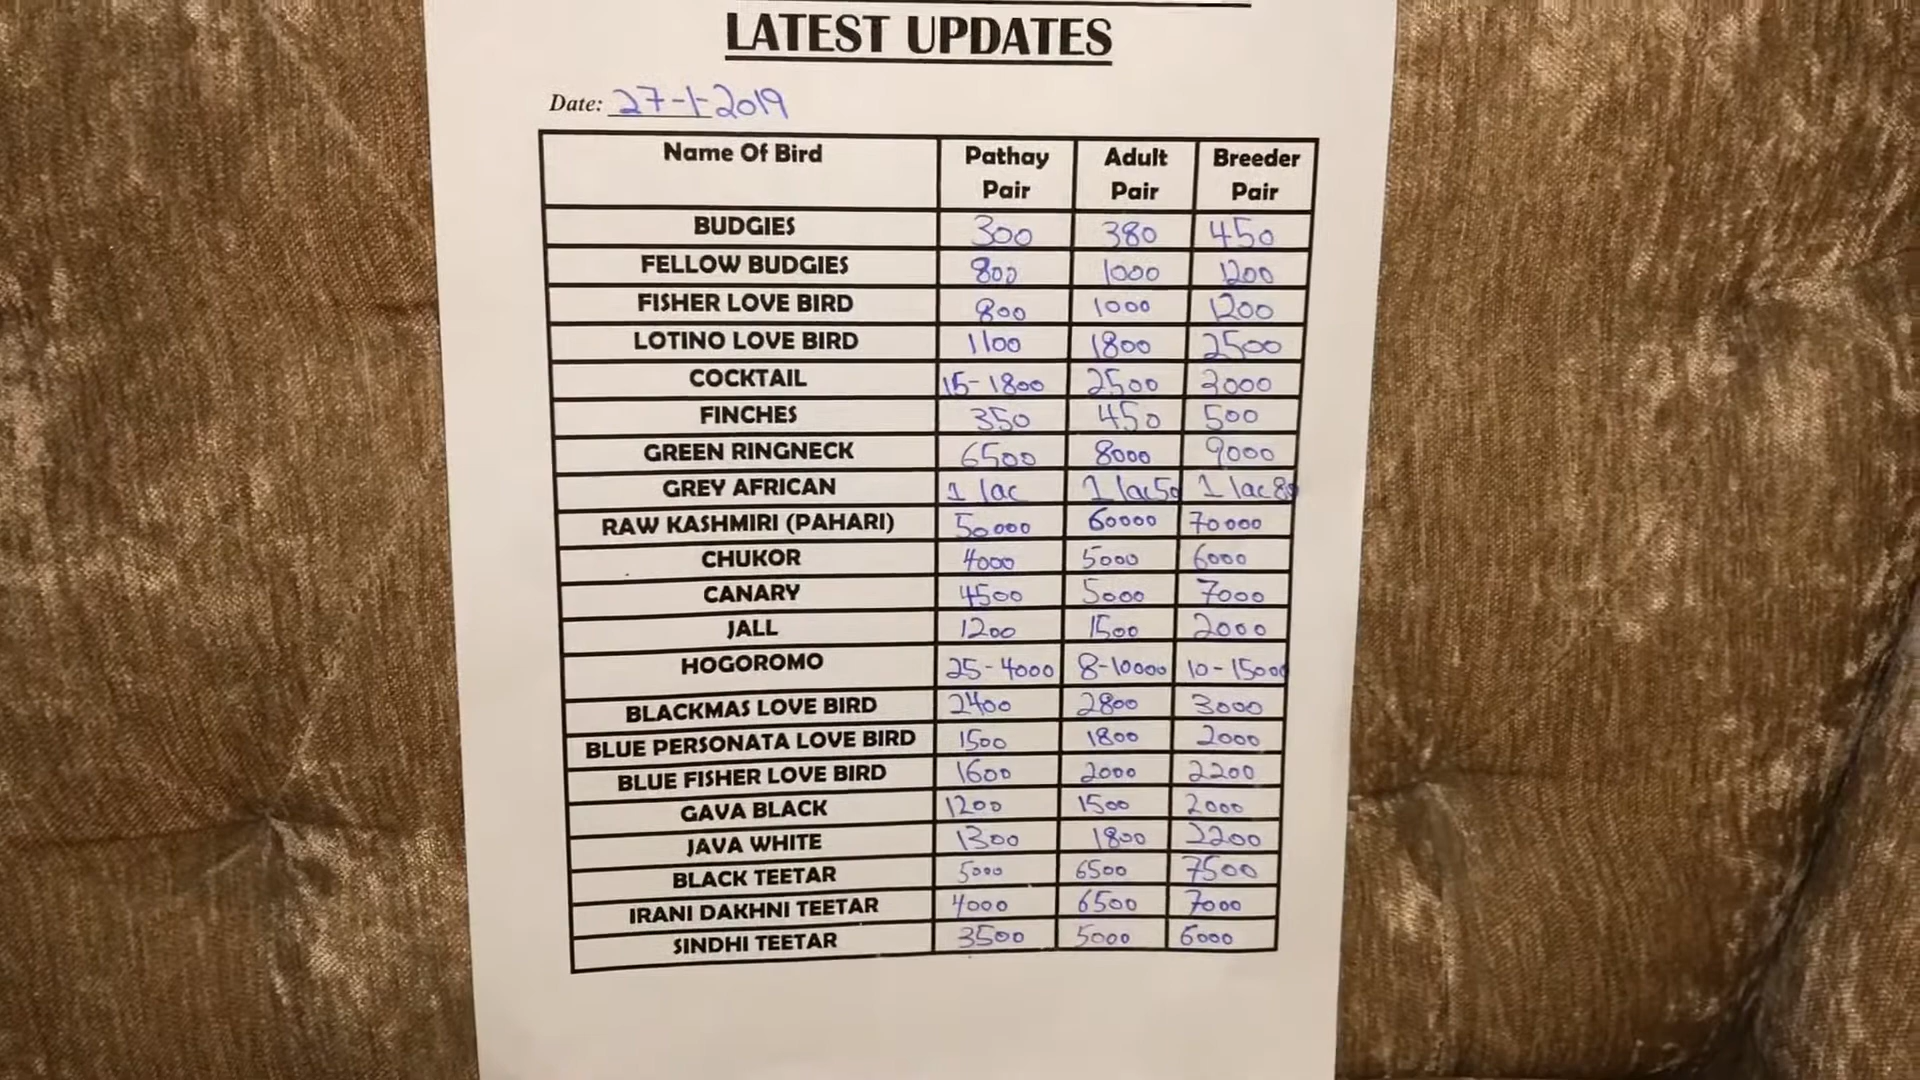 LATEST UPDATES
Date: 27-1-2019
Name Of Bird Pathay Pair Adult Pair Breeder Pair
BUDGIES 300 380 450
FELLOW BUDGIES 800 1000 1200
FISHER LOVE BIRD 800 1000 1200
LOTINO LOVE BIRD 1100 1800 2500
COCKTAIL 15-1800 2500 3000
FINCHES 350 450 500
GREEN RINGNECK 6500 8000 9000
GREY AFRICAN 1 lac 1 lac50 1 lac80
RAW KASHMIRI (PAHARI) 50000 60000 70000
CHUKOR 4000 5000 6000
CANARY 4500 5000 7000
JALL 1200 1500 2000
HOGOROMO 25-4000 8-10000 10-15000
BLACKMAS LOVE BIRD 2400 2800 3000
BLUE PERSONATA LOVE BIRD 1500 1800 2000
BLUE FISHER LOVE BIRD 1600 2000 2200
GAVA BLACK 1200 1500 2000
JAVA WHITE 1300 1800 2200
BLACK TEETAR 5000 6500 7500
IRANI DAKHNI TEETAR 4000 6500 7000
SINDHI TEETAR 3500 5000 6000